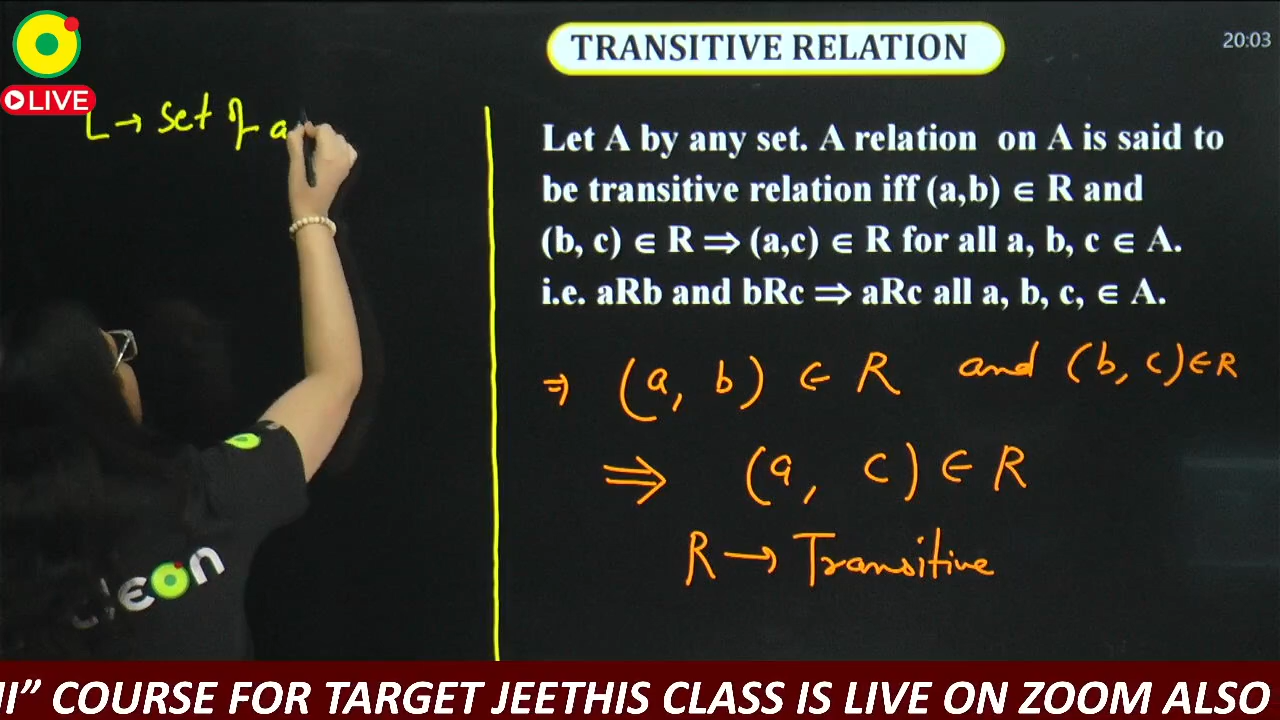 LIVE
L → Set of a
TRANSITIVE RELATION
20:03
Let A by any set. A relation on A is said to
be transitive relation iff (a,b) ∈ R and
(b, c) ∈ R ⇒ (a,c) ∈ R for all a, b, c ∈ A.
i.e. aRb and bRc ⇒ aRc all a, b, c, ∈ A.
⇒ (a, b) ∈ R and (b, c) ∈ R
⇒ (a, c) ∈ R
R → Transitive
” COURSE FOR TARGET JEETHIS CLASS IS LIVE ON ZOOM ALSO